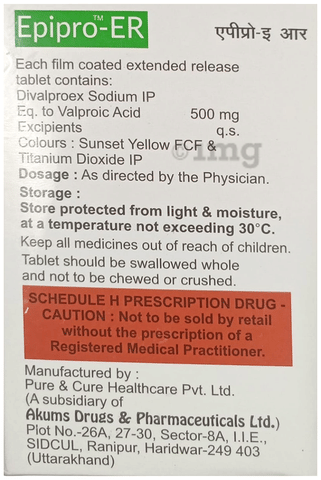 Epipro™-ER
एपीप्रो-इ आर
Each film coated extended release
tablet contains:
Divalproex Sodium IP
Eq. to Valproic Acid 500 mg
Excipients q.s.
Colours : Sunset Yellow FCF &
Titanium Dioxide IP
1mg
Dosage : As directed by the Physician.
Storage :
Store protected from light & moisture,
at a temperature not exceeding 30°C.
Keep all medicines out of reach of children.
Tablet should be swallowed whole
and not to be chewed or crushed.
SCHEDULE H PRESCRIPTION DRUG -
CAUTION : Not to be sold by retail
without the prescription of a
Registered Medical Practitioner.
Manufactured by :
Pure & Cure Healthcare Pvt. Ltd.
(A subsidiary of
Akums Drugs & Pharmaceuticals Ltd.)
Plot No.-26A, 27-30, Sector-8A, I.I.E.,
SIDCUL, Ranipur, Haridwar-249 403
(Uttarakhand)